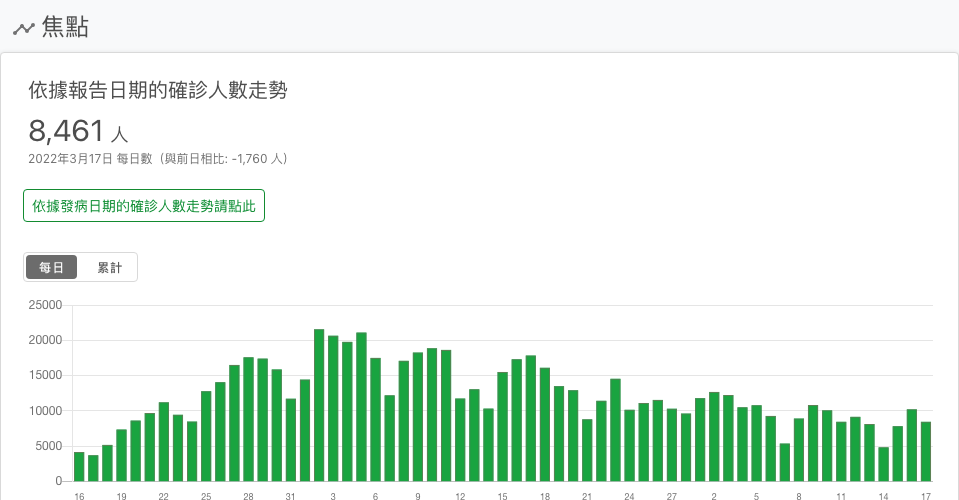 焦點
依據報告日期的確診人數走勢
8,461 人
2022年3月17日 每日數（與前日相比: -1,760 人）
依據發病日期的確診人數走勢請點此
每日 累計
25000
20000
15000
10000
5000
0
16 19 22 25 28 31 3 6 9 12 15 18 21 24 27 2 5 8 11 14 17